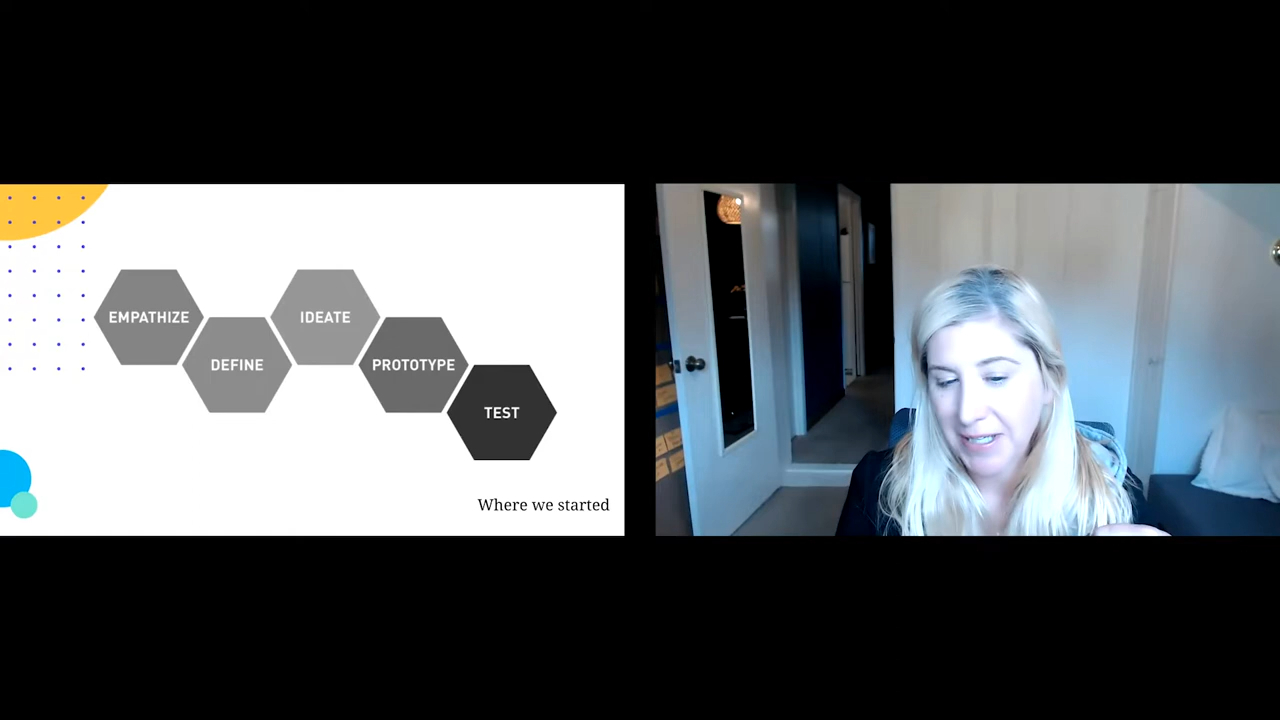 EMPATHIZE
DEFINE
IDEATE
PROTOTYPE
TEST
Where we started